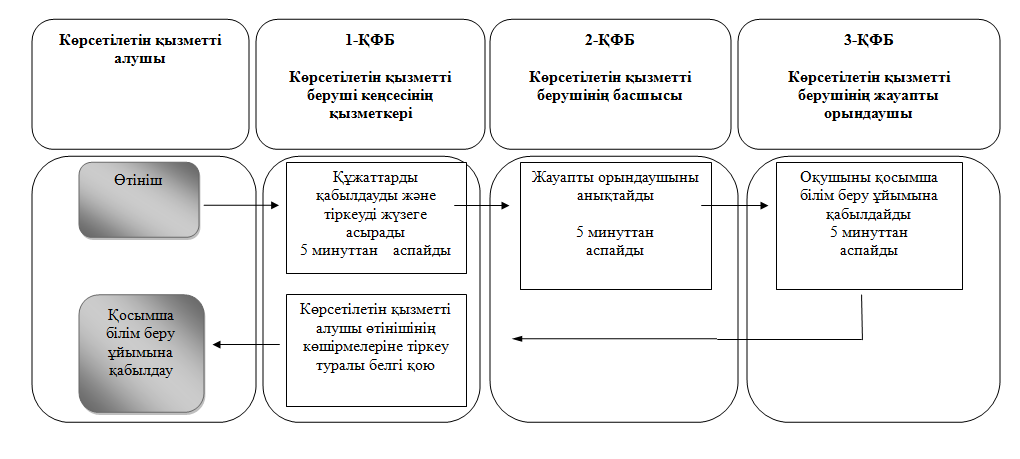 Көрсетілетін қызметті
алушы
1-ҚФБ
Көрсетілетін қызметті
беруші кеңсесінің
қызметкері
2-ҚФБ
Көрсетілетін қызметті
берушінің басшысы
3-ҚФБ
Көрсетілетін қызметті
берушінің жауапты
орындаушы
Өтініш
Құжаттарды
қабылдауды және
тіркеуді жүзеге
асырады
5 минуттан аспайды
Жауапты орындаушыны
анықтайды
5 минуттан
аспайды
Оқушыны қосымша
білім беру ұйымына
қабылдайды
5 минуттан
аспайды
Қосымша
білім беру
ұйымына
қабылдау
Көрсетілетін қызметті
алушы өтінішінің
көшірмелеріне тіркеу
туралы белгі қою